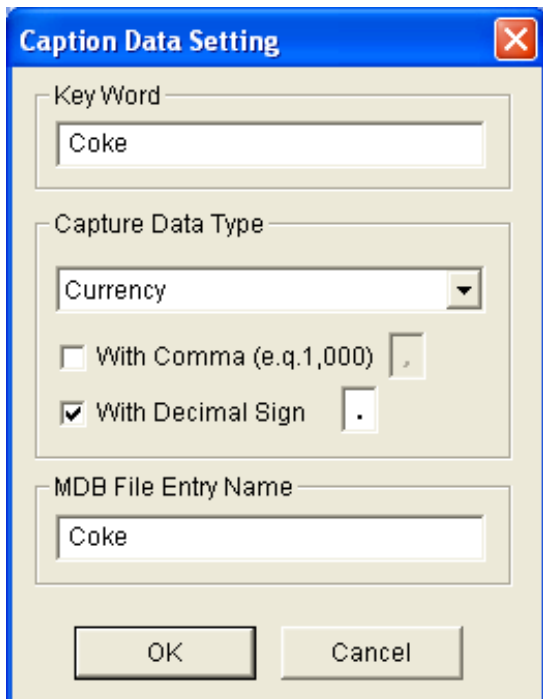 Caption Data Setting
Key Word
Coke
Capture Data Type
Currency
With Comma (e.q.1,000) ,
With Decimal Sign .
MDB File Entry Name
Coke
OK Cancel